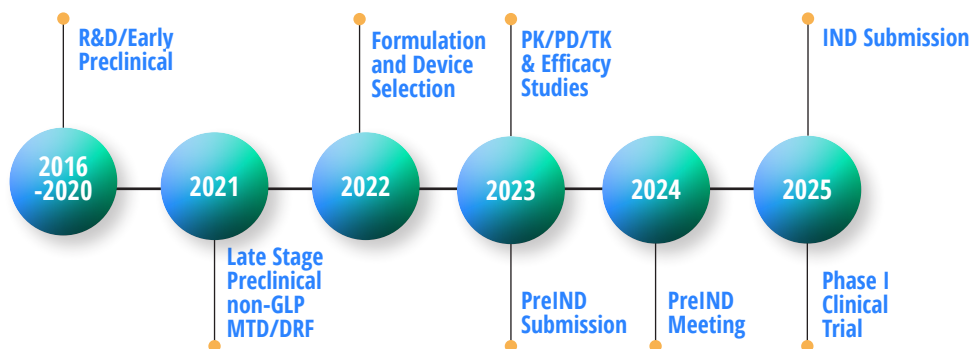 R&D/Early
Preclinical
Formulation
and Device
Selection
PK/PD/TK
& Efficacy
Studies
IND Submission
2016
-2020
2021
2022
2023
2024
2025
Late Stage
Preclinical
non-GLP
MTD/DRF
PreIND
Submission
PreIND
Meeting
Phase I
Clinical
Trial